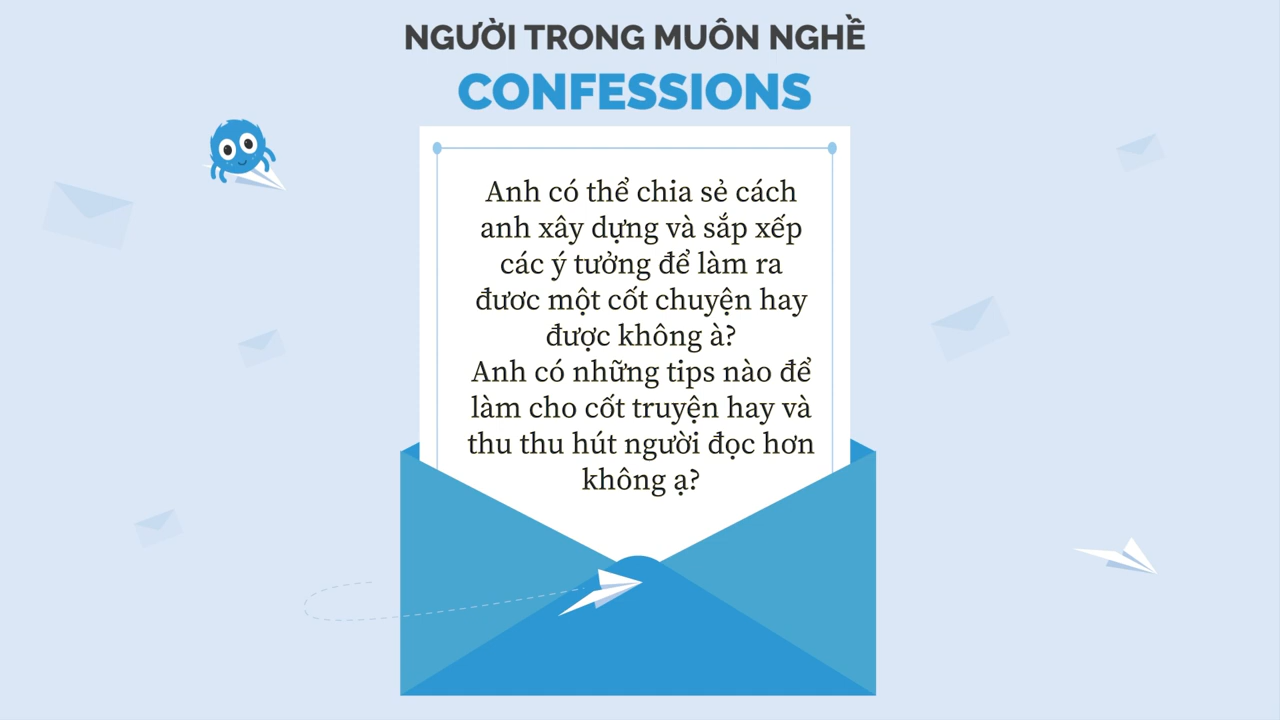 NGƯỜI TRONG MUÔN NGHỀ
CONFESSIONS
Anh có thể chia sẻ cách
anh xây dựng và sắp xếp
các ý tưởng để làm ra
đươc một cốt chuyện hay
được không à?
Anh có những tips nào để
làm cho cốt truyện hay và
thu thu hút người đọc hơn
không ạ?